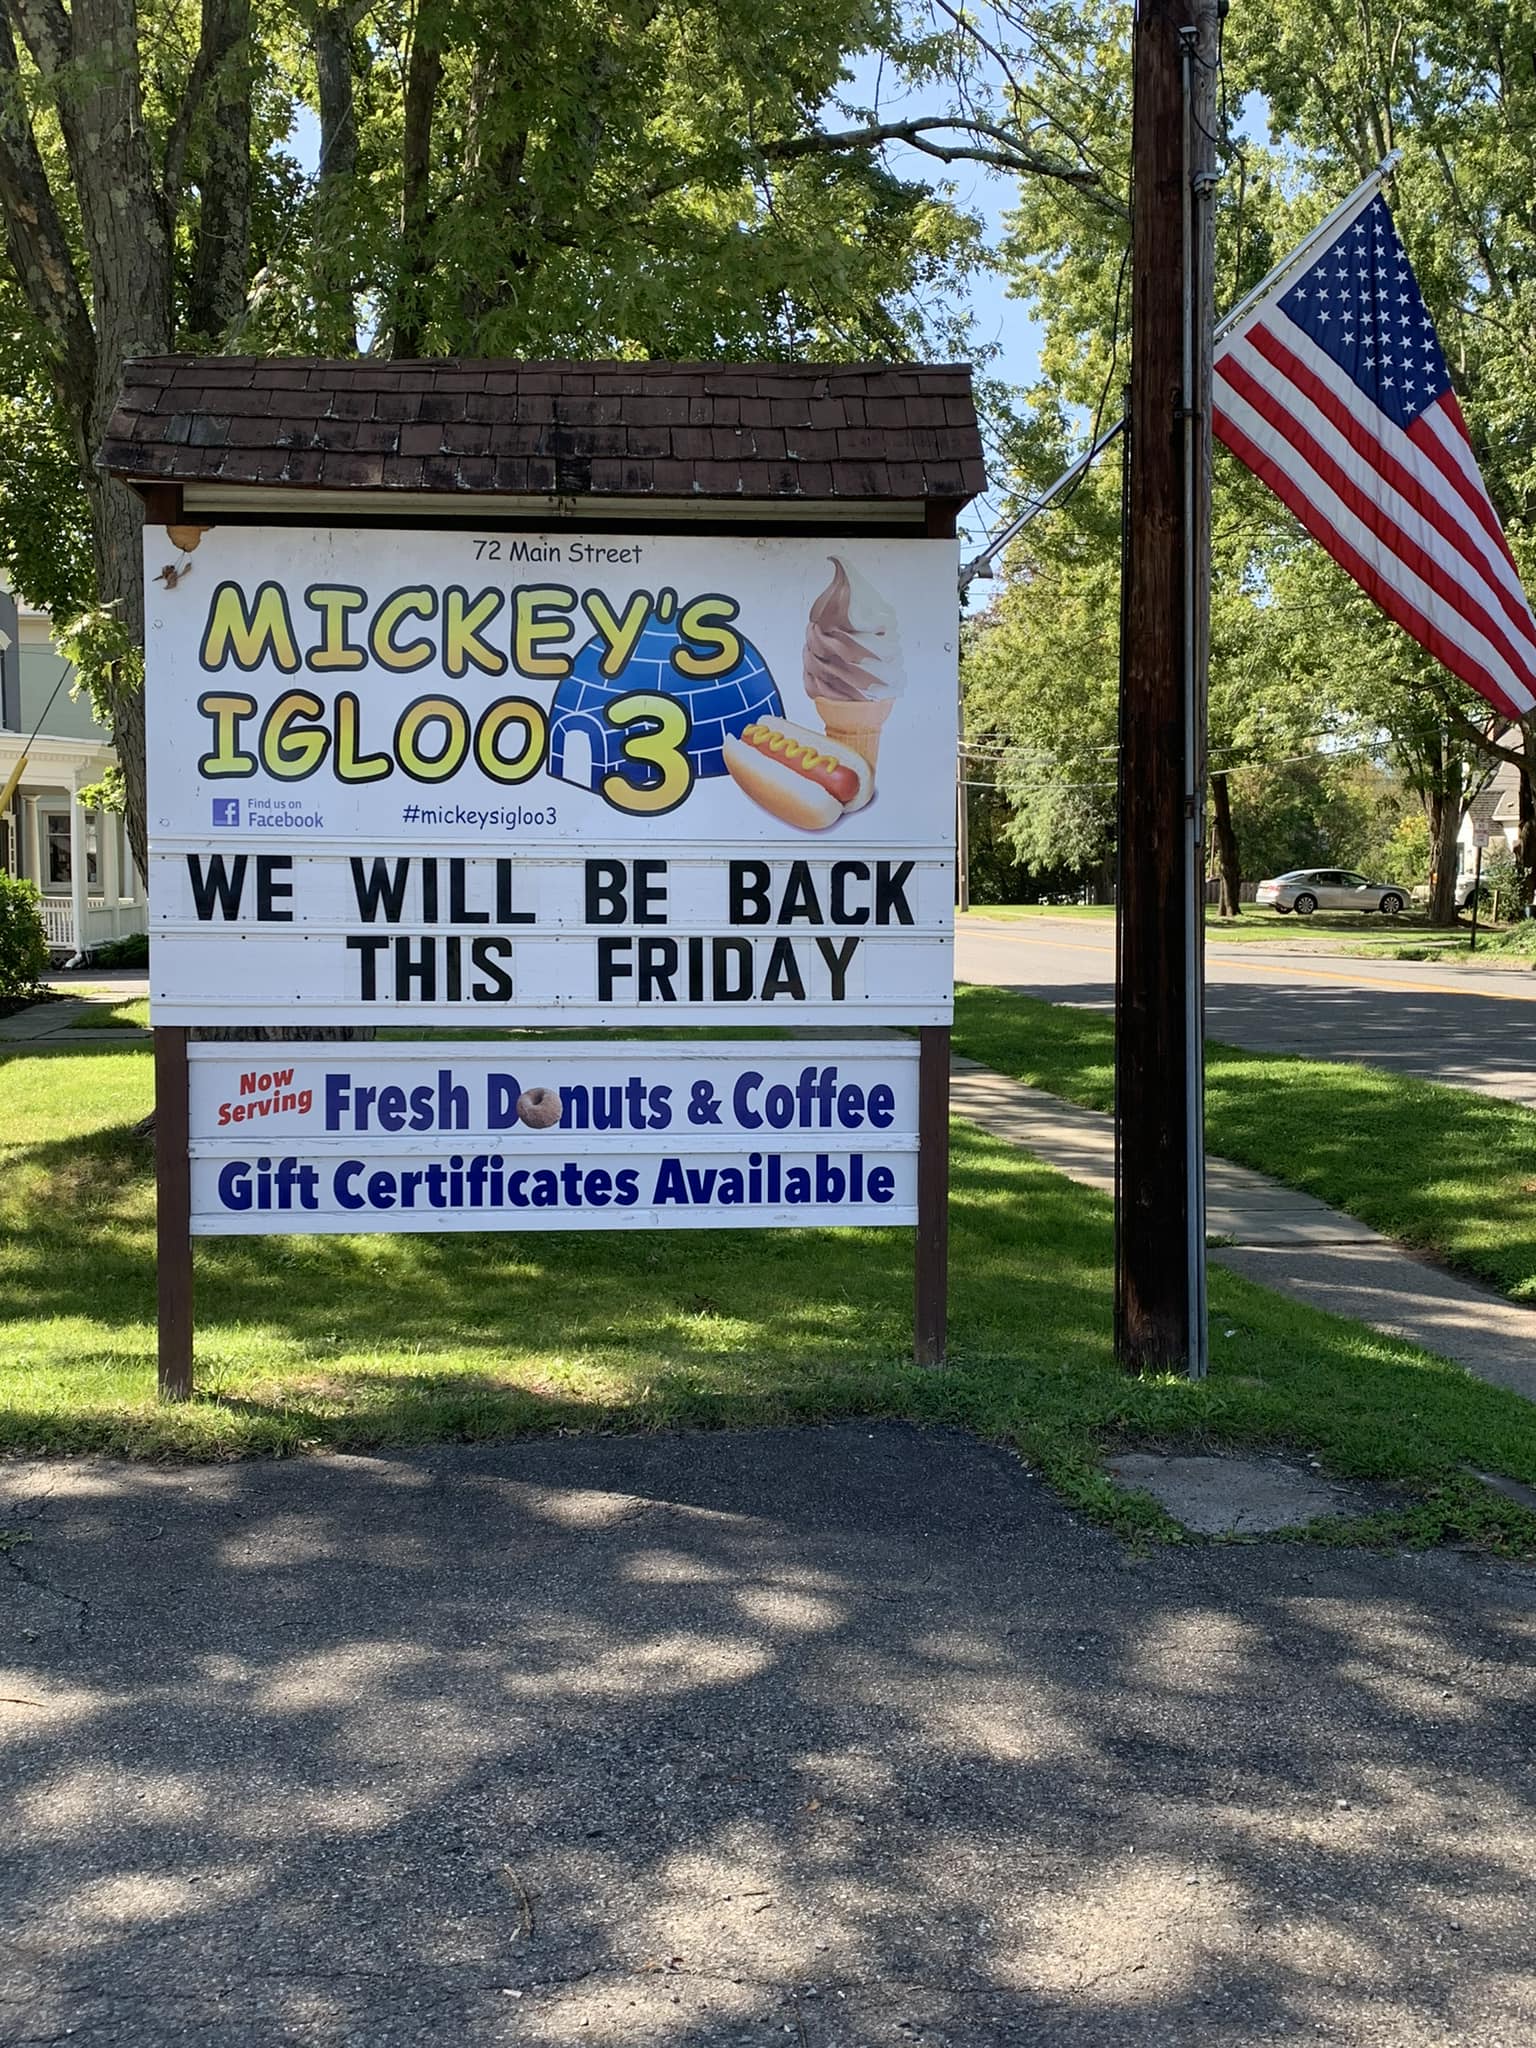 72 Main Street
MICKEY'S
IGLOO 3
Find us on
Facebook
#mickeysigloo3
WE WILL BE BACK
THIS FRIDAY
Now
Serving
Fresh Donuts & Coffee
Gift Certificates Available